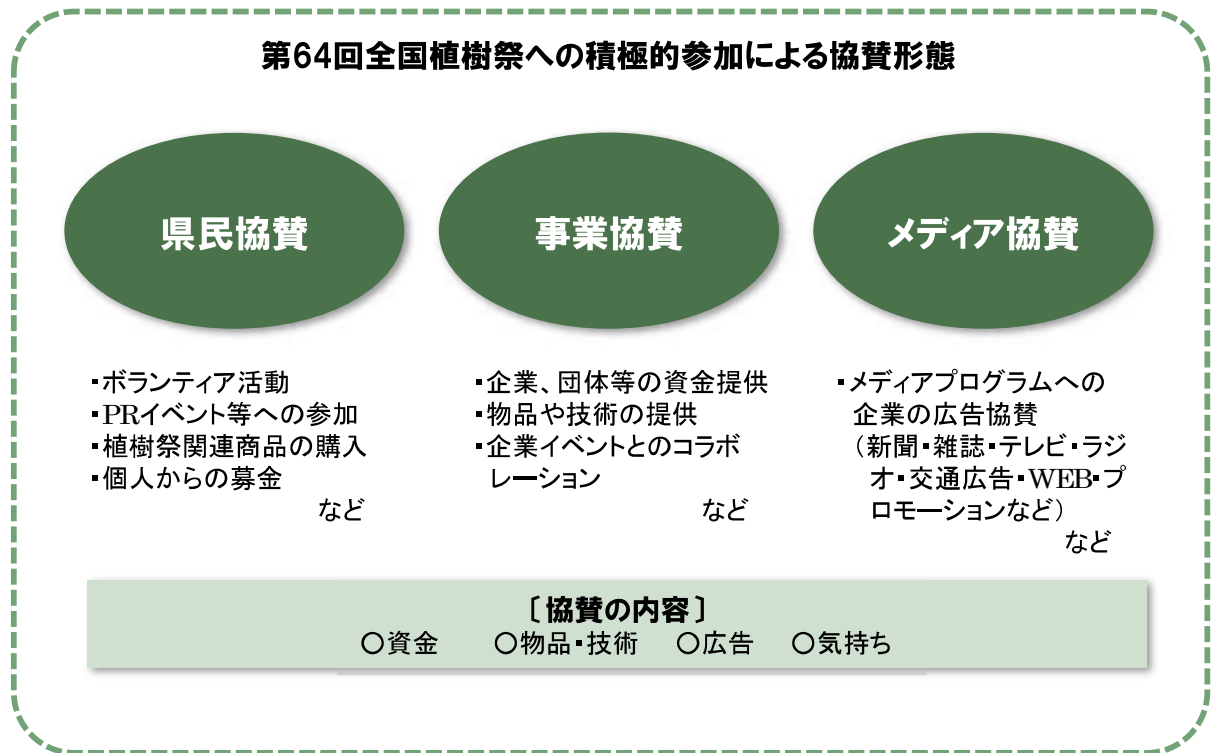 第64回全国植樹祭への積極的参加による協賛形態
県民協賛
事業協賛
メディア協賛
・ボランティア活動
・PRイベント等への参加
・植樹祭関連商品の購入
・個人からの募金
など
・企業、団体等の資金提供
・物品や技術の提供
・企業イベントとのコラボ
レーション
など
・メディアプログラムへの
企業の広告協賛
（新聞・雑誌・テレビ・ラジ
オ・交通広告・WEB・プ
ロモーションなど）
など
〔協賛の内容〕
○資金 ○物品・技術 ○広告 ○気持ち